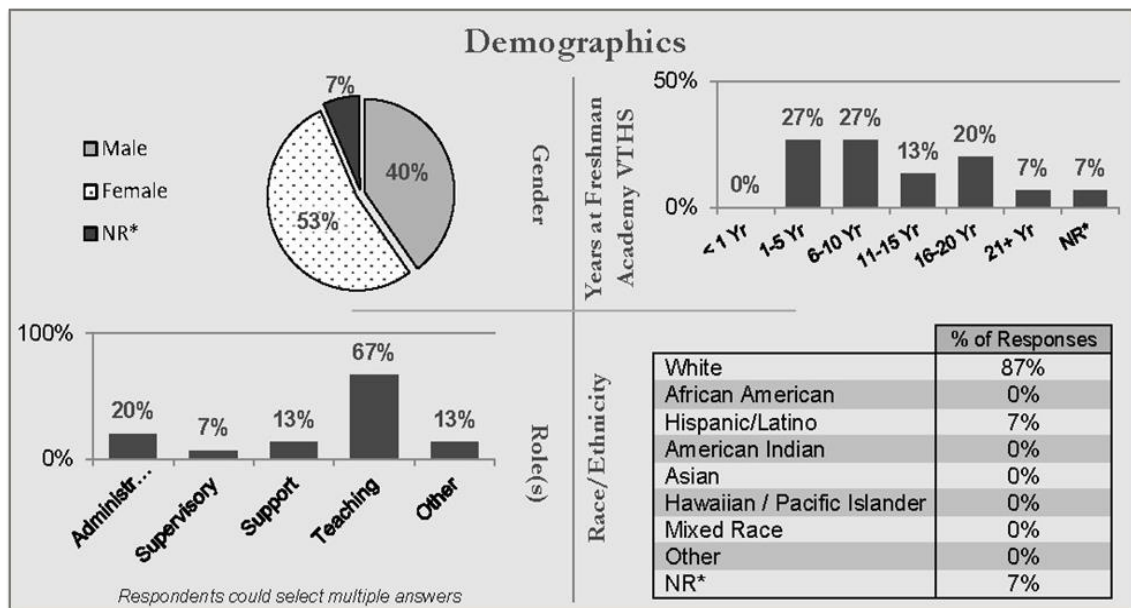 Demographics
7%
40%
53%
Male
Female
NR*
Gender
Years at Freshman
Academy VTHS
50%
0%
0%
27%
27%
13%
20%
7%
7%
< 1 Yr
1-5 Yr
6-10 Yr
11-15 Yr
16-20 Yr
21+ Yr
NR*
100%
0%
20%
7%
13%
67%
13%
Administr...
Supervisory
Support
Teaching
Other
Respondents could select multiple answers
Role(s)
Race/Ethnicity
% of Responses
White 87%
African American 0%
Hispanic/Latino 7%
American Indian 0%
Asian 0%
Hawaiian / Pacific Islander 0%
Mixed Race 0%
Other 0%
NR* 7%